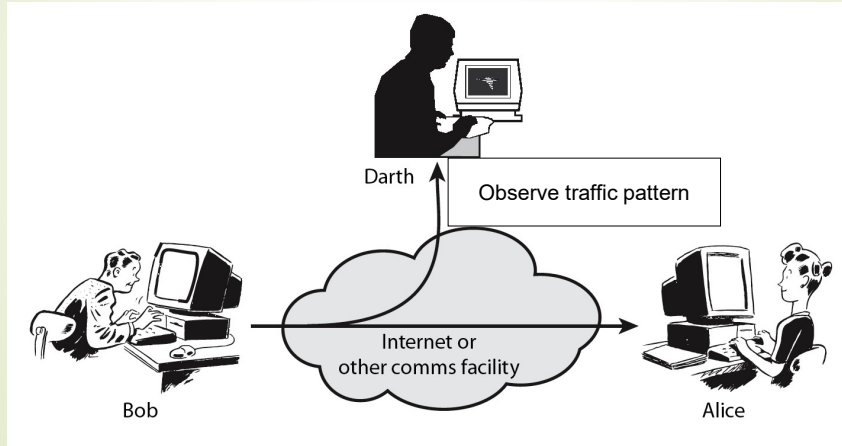 Darth
Observe traffic pattern
Internet or
other comms facility
Bob
Alice